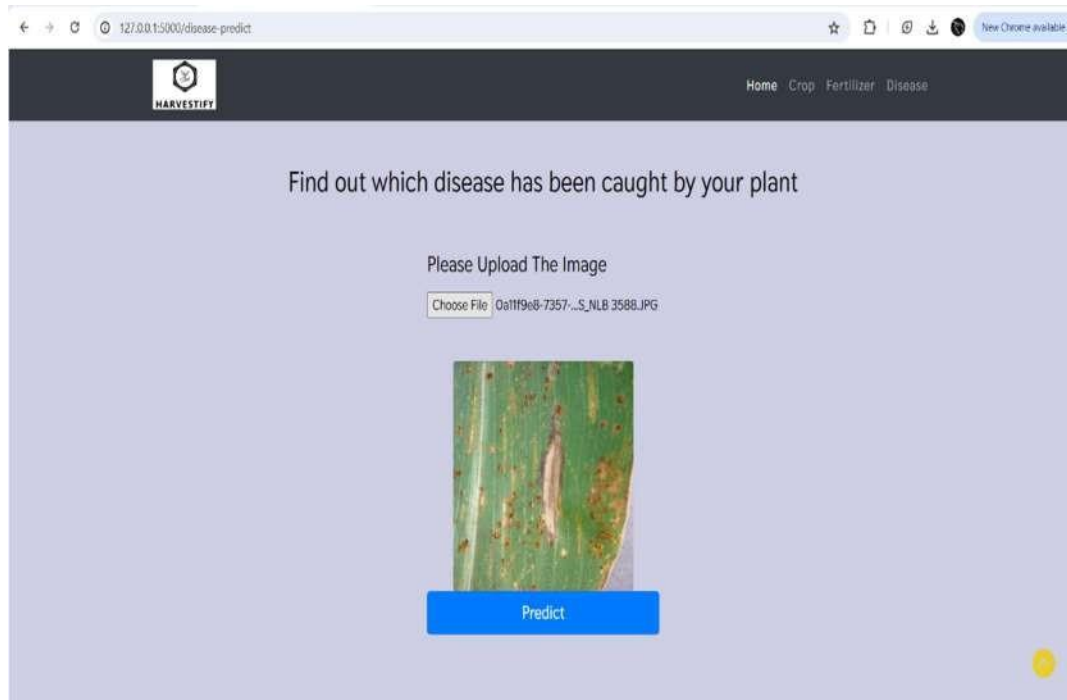 127.0.0.1:5000/disease-predict
New Chrome available
HARVESTIFY
Home Crop Fertilizer Disease
Find out which disease has been caught by your plant
Please Upload The Image
Choose File 0a11f9e8-7357-...S_NLB 3588.JPG
Predict